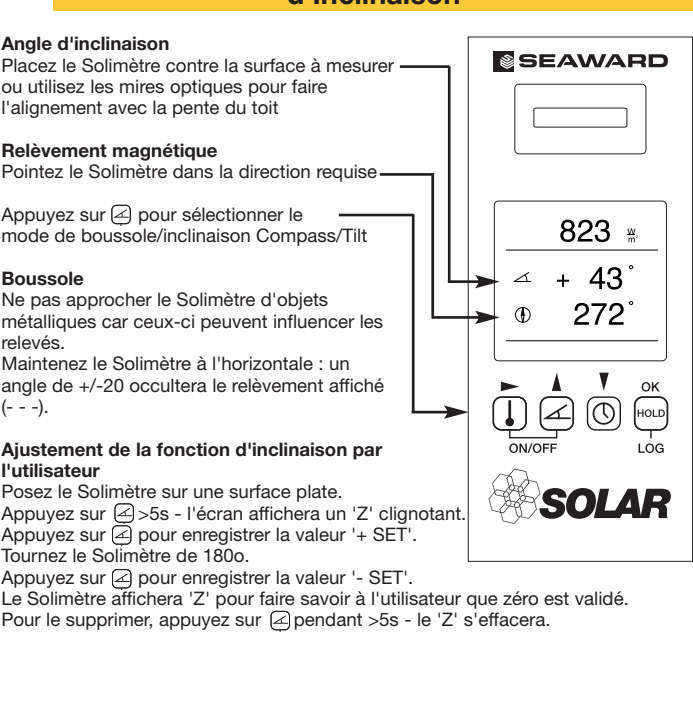 d'Inclinaison
Angle d'inclinaison
Placez le Solimètre contre la surface à mesurer
ou utilisez les mires optiques pour faire
l'alignement avec la pente du toit
Relèvement magnétique
Pointez le Solimètre dans la direction requise
Appuyez sur pour sélectionner le
mode de boussole/inclinaison Compass/Tilt
Boussole
Ne pas approcher le Solimètre d'objets
métalliques car ceux-ci peuvent influencer les
relevés.
Maintenez le Solimètre à l'horizontale : un
angle de +/-20 occultera le relèvement affiché
(- - -).
Ajustement de la fonction d'inclinaison par
l'utilisateur
Posez le Solimètre sur une surface plate.
Appuyez sur >5s - l'écran affichera un 'Z' clignotant.
Appuyez sur pour enregistrer la valeur '+ SET'.
Tournez le Solimètre de 180o.
Appuyez sur pour enregistrer la valeur '- SET'.
Le Solimètre affichera 'Z' pour faire savoir à l'utilisateur que zéro est validé.
Pour le supprimer, appuyez sur pendant >5s - le 'Z' s'effacera.
SEAWARD
823 W/m²
+ 43°
272°
OK
HOLD
ON/OFF
LOG
SOLAR